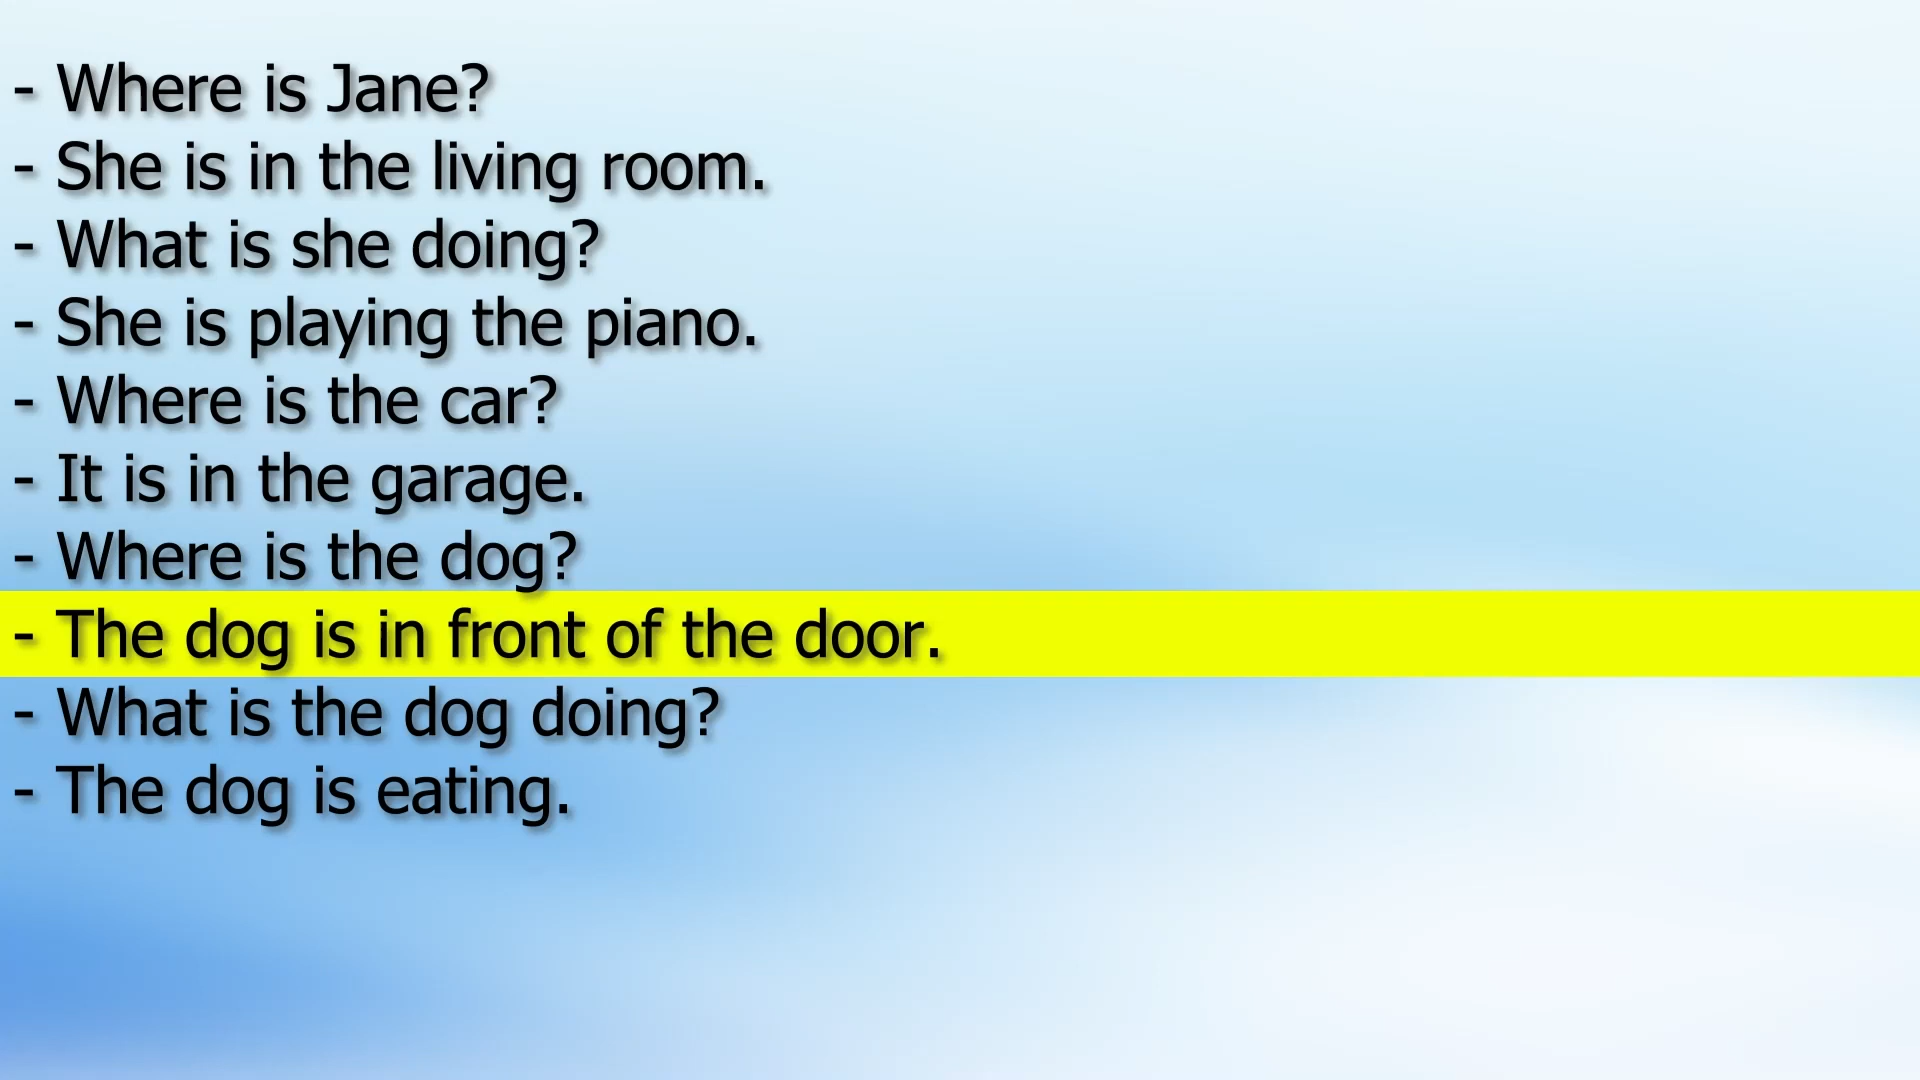 - Where is Jane?
- She is in the living room.
- What is she doing?
- She is playing the piano.
- Where is the car?
- It is in the garage.
- Where is the dog?
- The dog is in front of the door.
- What is the dog doing?
- The dog is eating.